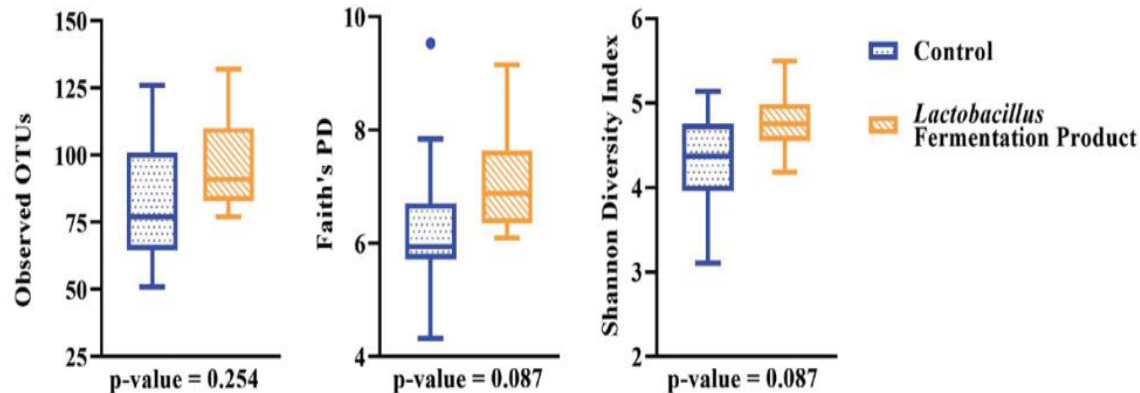 Observed OTUs
150
125
100
75
50
25
p-value = 0.254
Faith's PD
10
8
6
4
p-value = 0.087
Shannon Diversity Index
6
5
4
3
2
p-value = 0.087
Control
Lactobacillus
Fermentation Product